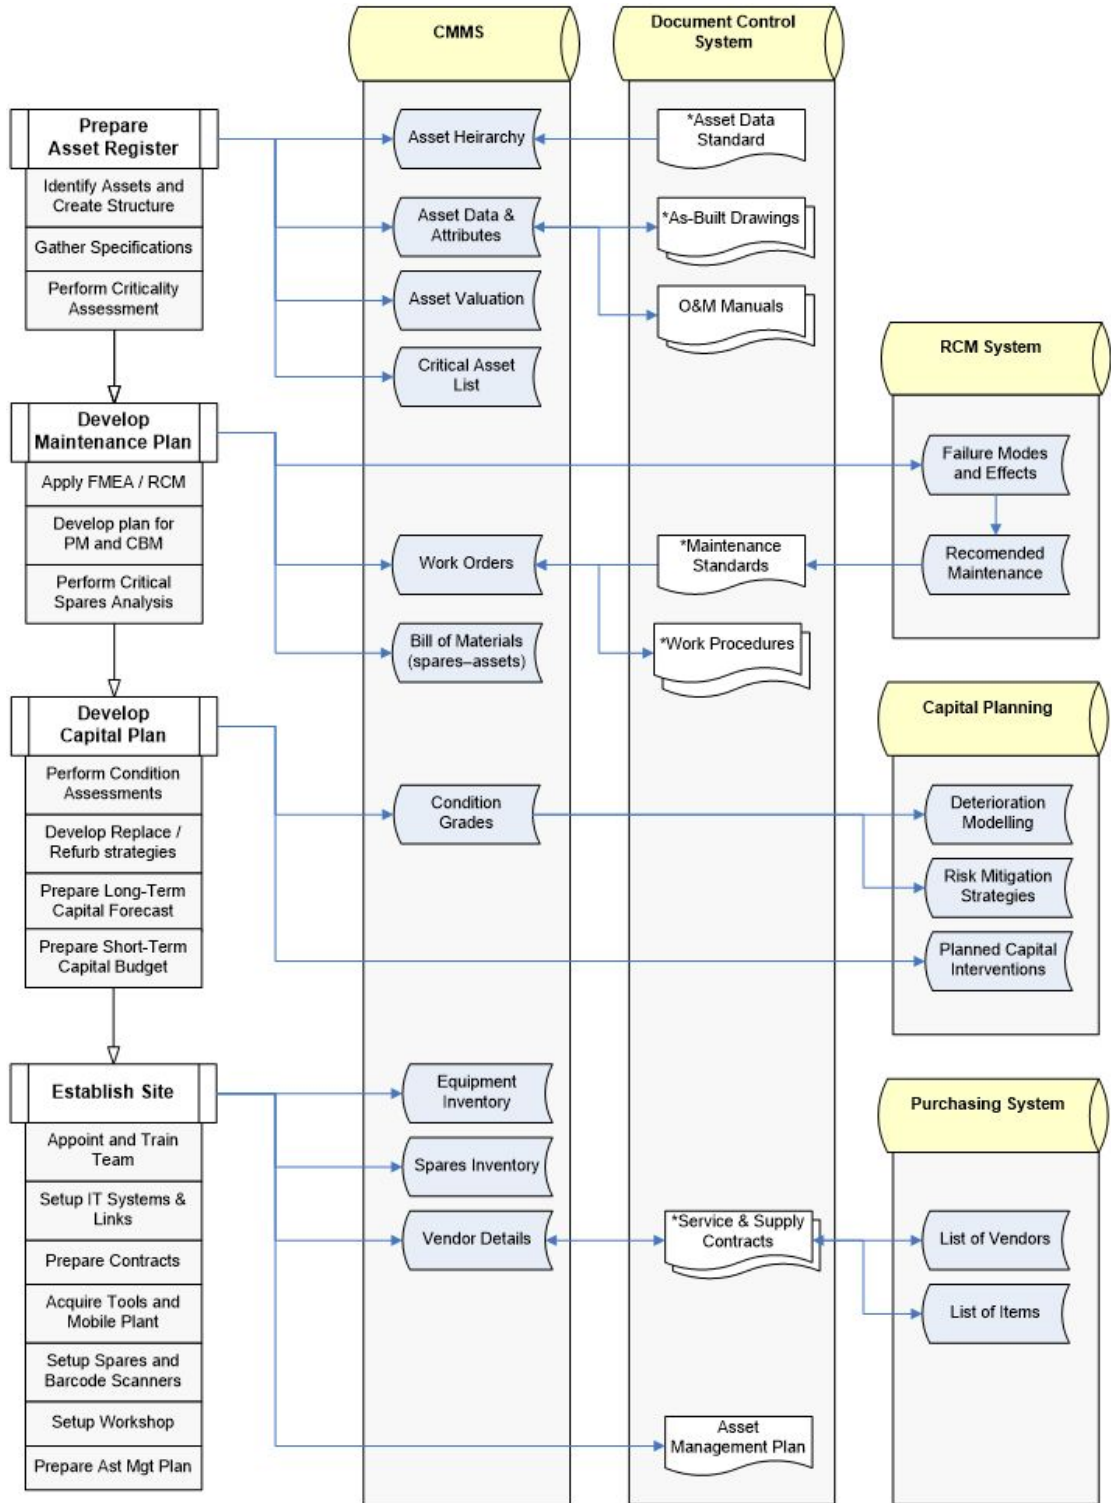 CMMS
Document Control
System
Prepare
Asset Register
Identify Assets and
Create Structure
Gather Specifications
Perform Criticality
Assessment
Asset Heirarchy
*Asset Data
Standard
Asset Data &
Attributes
*As-Built Drawings
Asset Valuation
O&M Manuals
Critical Asset
List
RCM System
Develop
Maintenance Plan
Apply FMEA / RCM
Develop plan for
PM and CBM
Perform Critical
Spares Analysis
Failure Modes
and Effects
Work Orders
*Maintenance
Standards
Recomended
Maintenance
Bill of Materials
(spares–assets)
*Work Procedures
Develop
Capital Plan
Perform Condition
Assessments
Develop Replace /
Refurb strategies
Prepare Long-Term
Capital Forecast
Prepare Short-Term
Capital Budget
Condition
Grades
Capital Planning
Deterioration
Modelling
Risk Mitigation
Strategies
Planned Capital
Interventions
Establish Site
Appoint and Train
Team
Setup IT Systems &
Links
Prepare Contracts
Acquire Tools and
Mobile Plant
Setup Spares and
Barcode Scanners
Setup Workshop
Prepare Ast Mgt Plan
Equipment
Inventory
Spares Inventory
Vendor Details
*Service & Supply
Contracts
Purchasing System
List of Vendors
List of Items
Asset
Management Plan